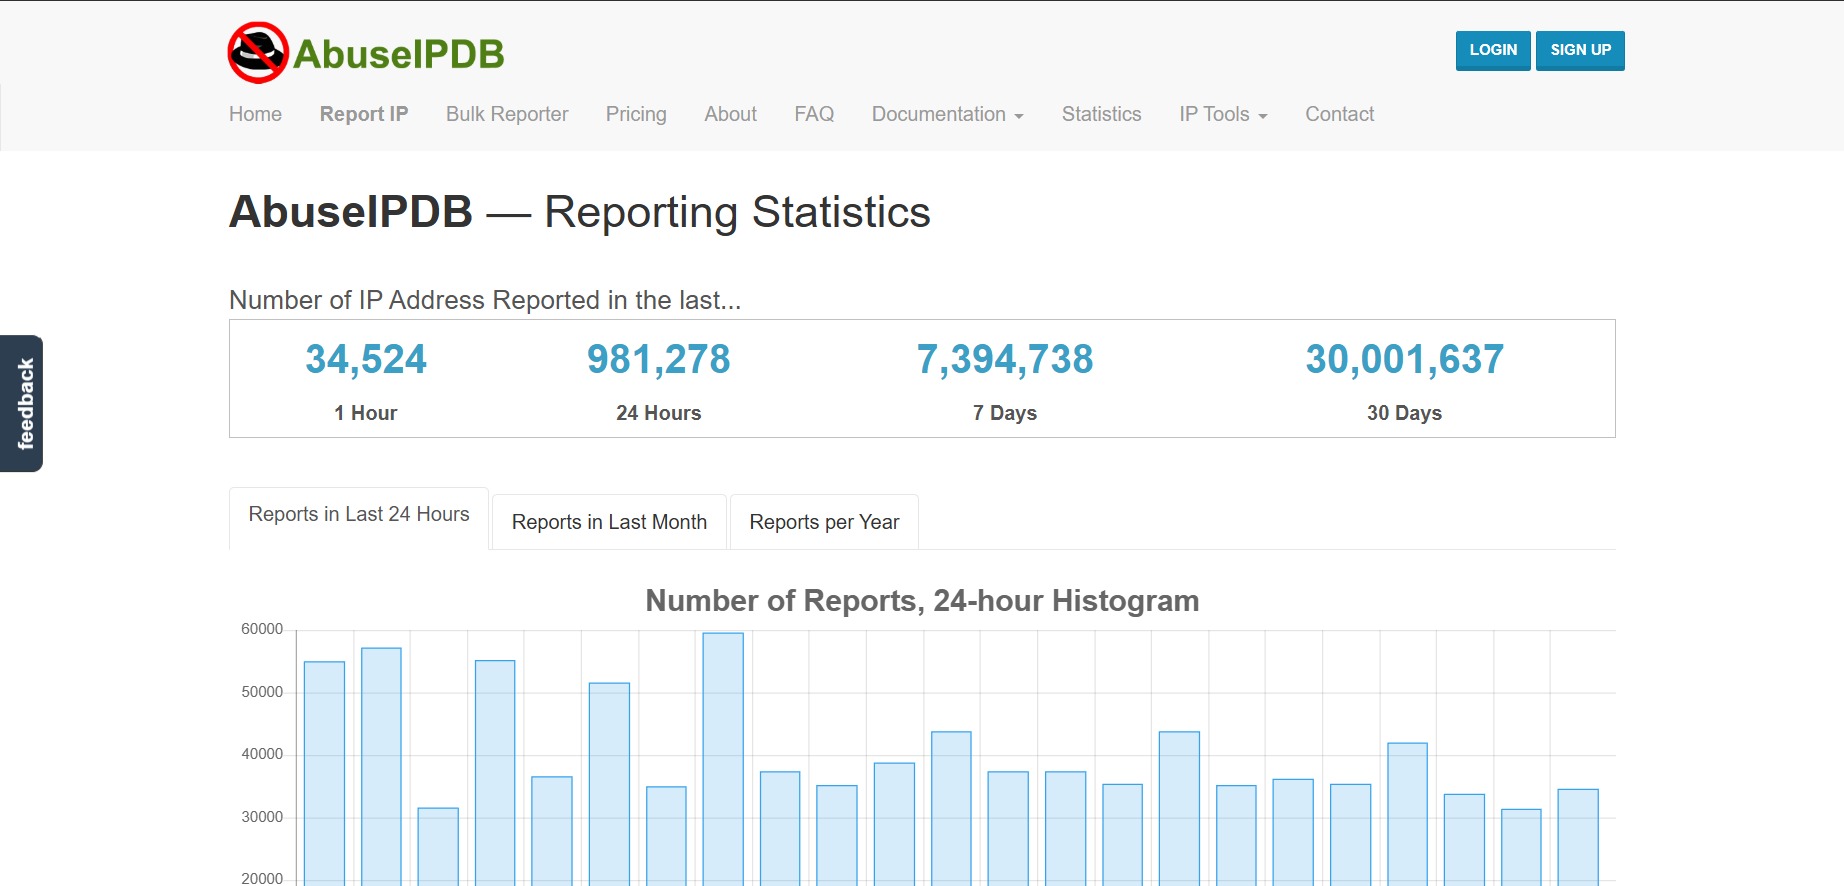 AbuseIPDB
LOGIN SIGN UP
Home Report IP Bulk Reporter Pricing About FAQ Documentation Statistics IP Tools Contact
AbuseIPDB — Reporting Statistics
Number of IP Address Reported in the last...
34,524 981,278 7,394,738 30,001,637
1 Hour 24 Hours 7 Days 30 Days
feedback
Reports in Last 24 Hours Reports in Last Month Reports per Year
Number of Reports, 24-hour Histogram
60000
50000
40000
30000
20000